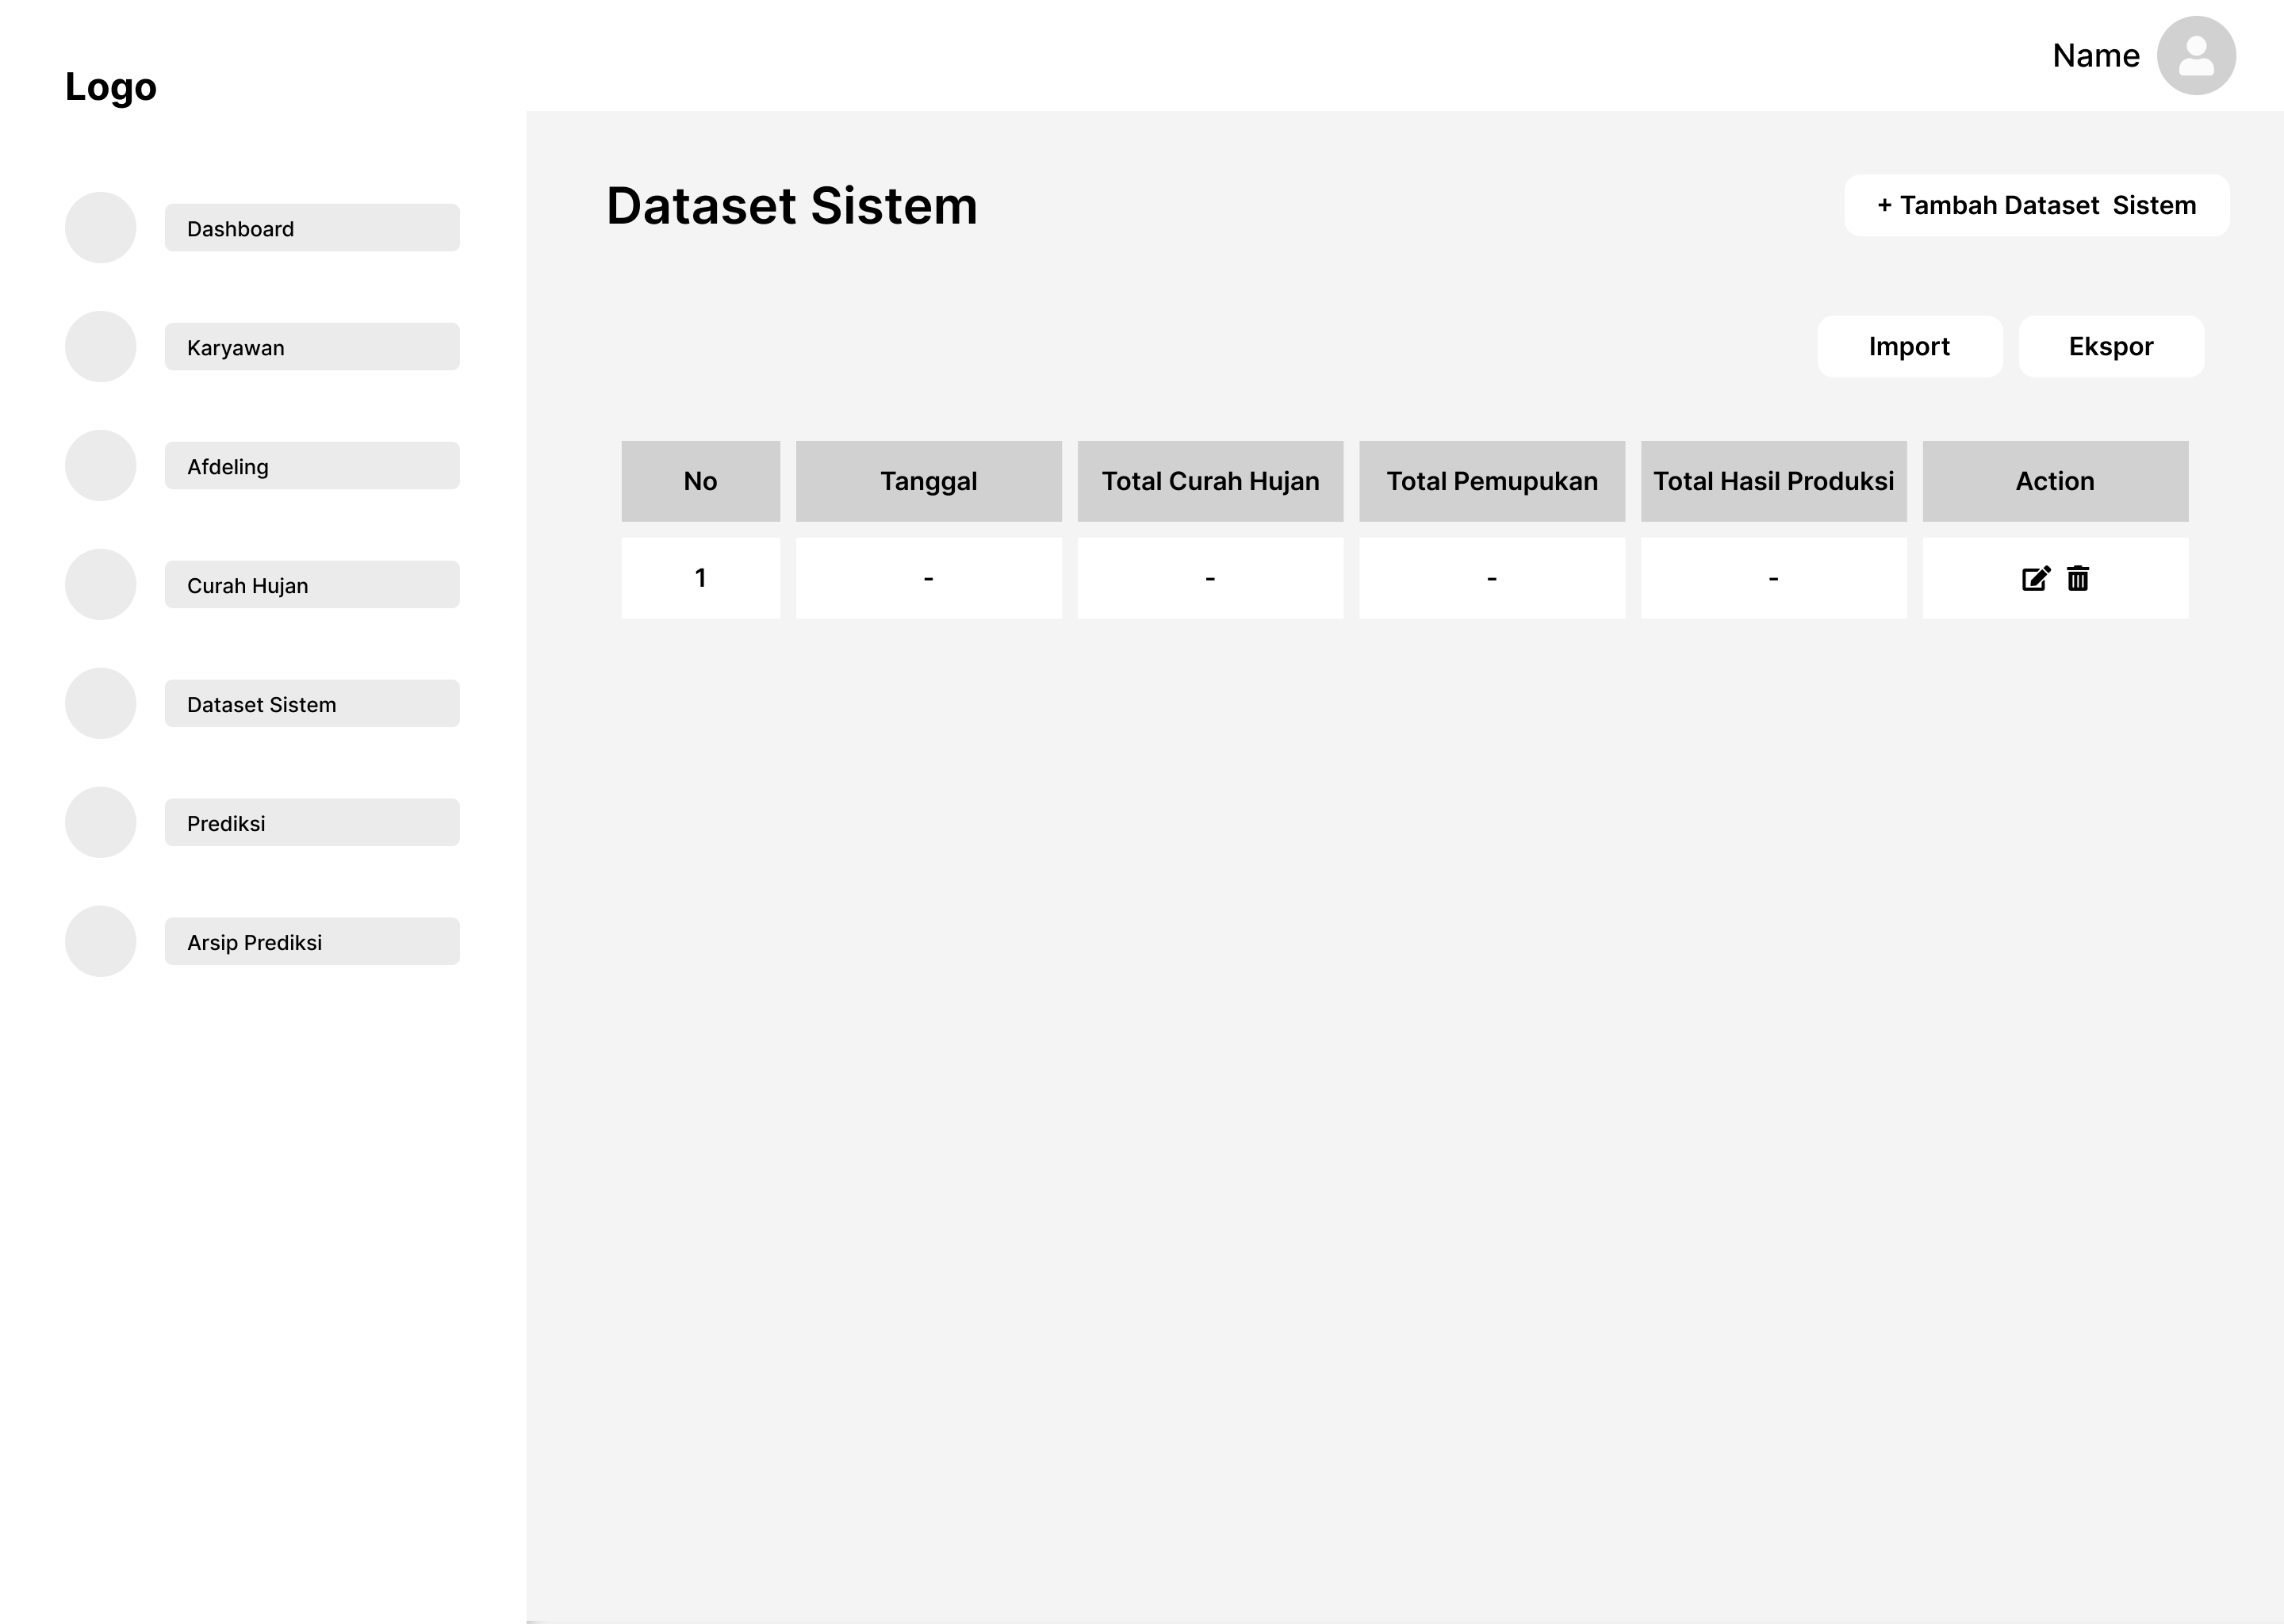 Name
Logo
Dashboard
Karyawan
Afdeling
Curah Hujan
Dataset Sistem
Prediksi
Arsip Prediksi
Dataset Sistem
+ Tambah Dataset  Sistem
Import
Ekspor
No Tanggal Total Curah Hujan Total Pemupukan Total Hasil Produksi Action
1 - - - -